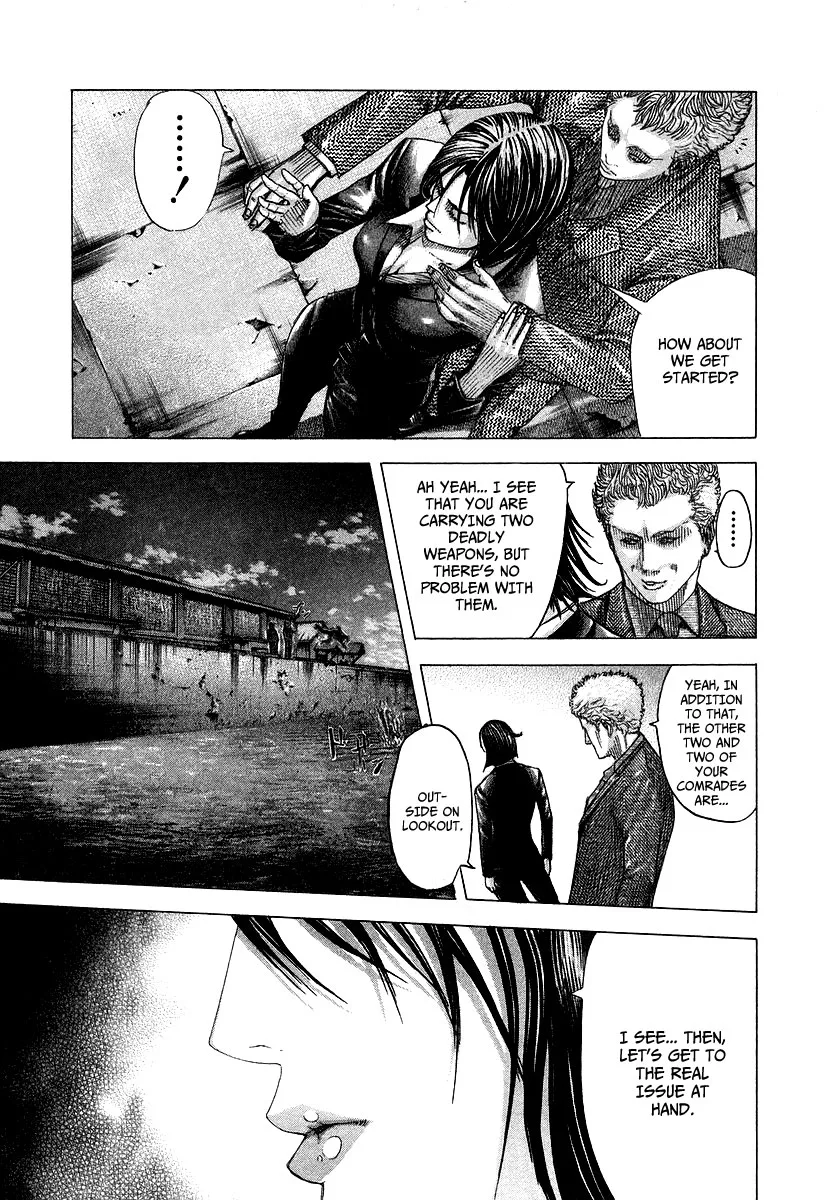 HOW ABOUT
WE GET
STARTED?
......!
......
AH YEAH... I SEE
THAT YOU ARE
CARRYING TWO
DEADLY
WEAPONS, BUT
THERE'S NO
PROBLEM WITH
THEM.
YEAH, IN
ADDITION
TO THAT,
THE OTHER
TWO AND
TWO OF
YOUR
COMRADES
ARE...
OUT-
SIDE ON
LOOKOUT.
I SEE... THEN,
LET'S GET TO
THE REAL
ISSUE AT
HAND.